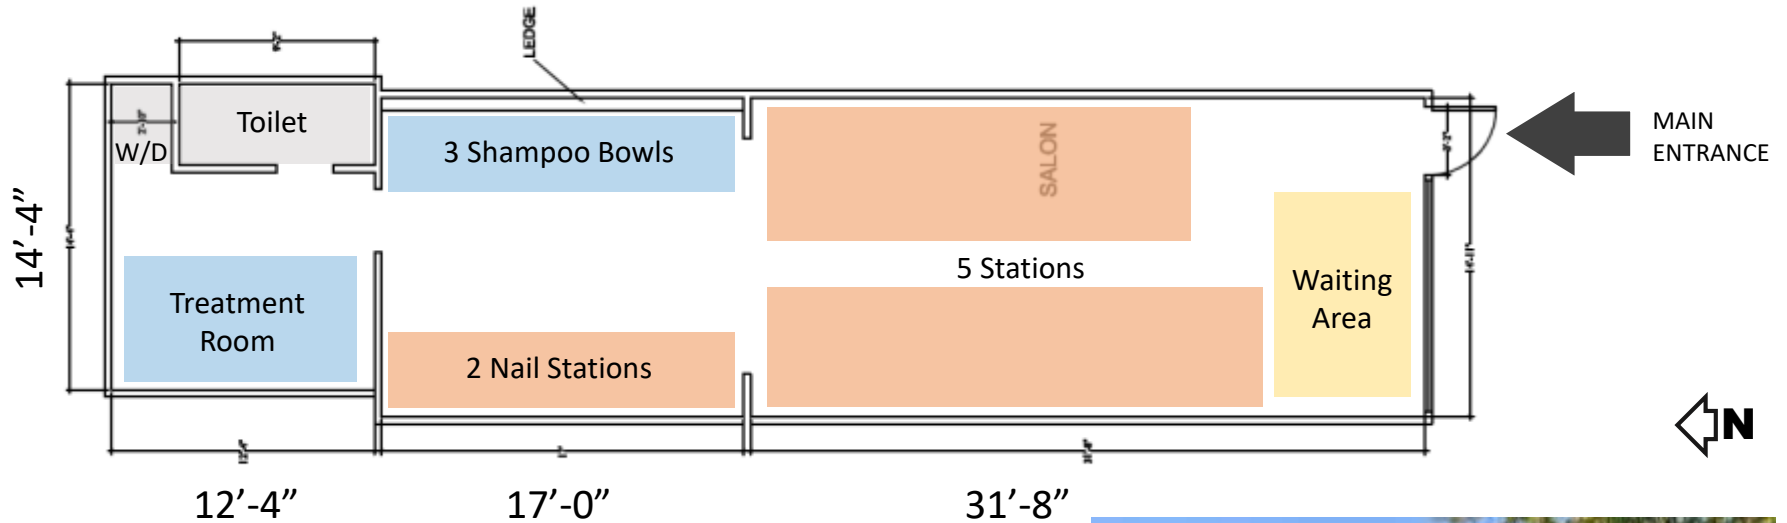 LEDGE
Toilet
W/D
3 Shampoo Bowls
SALON
MAIN
ENTRANCE
14’-4”
5 Stations
Waiting
Area
Treatment
Room
2 Nail Stations
N
12’-4”
17’-0”
31’-8”